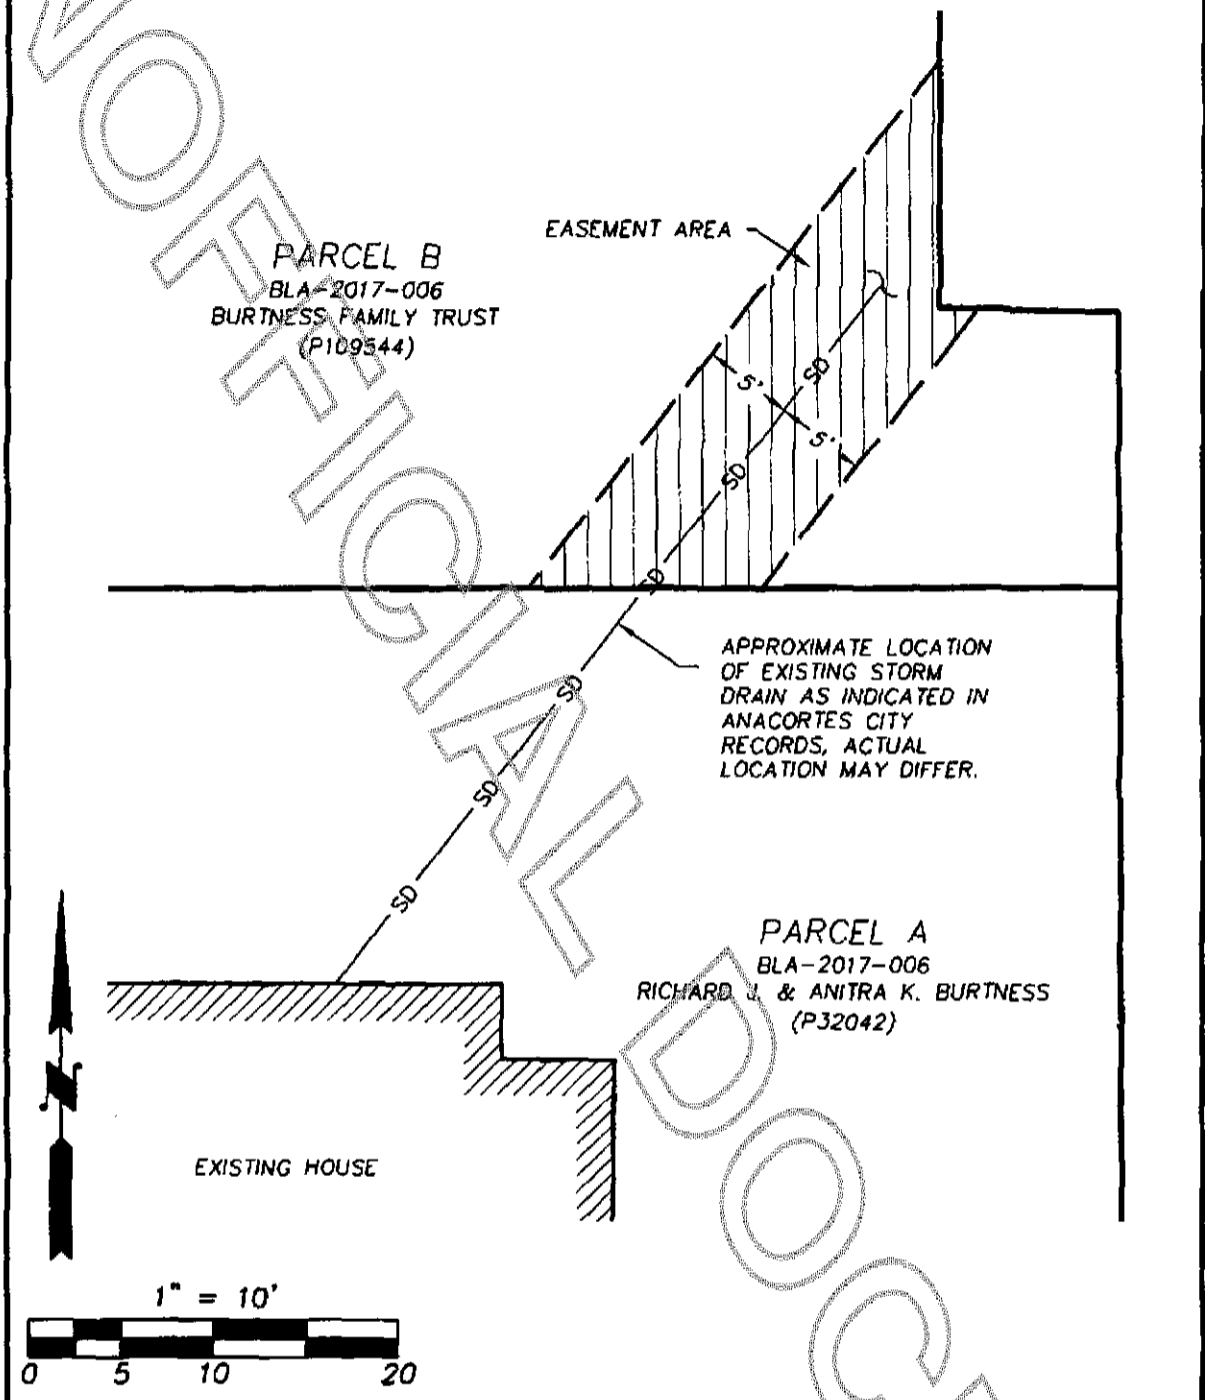 UNOFFICIAL DOC
EASEMENT AREA
PARCEL B
BLA-2017-006
BURTNESS FAMILY TRUST
(P109544)
SD
5'
5'
SD
SD
APPROXIMATE LOCATION
OF EXISTING STORM
DRAIN AS INDICATED IN
ANACORTES CITY
RECORDS, ACTUAL
LOCATION MAY DIFFER.
SD
SD
SD
PARCEL A
BLA-2017-006
RICHARD J. & ANITRA K. BURTNESS
(P32042)
N
EXISTING HOUSE
1" = 10'
0 5 10 20